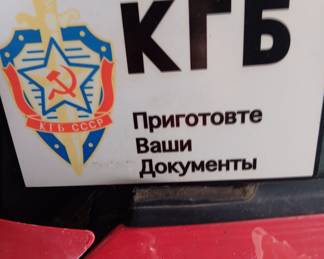 КГБ
КГБ СССР
Приготовте
Ваши
Документы